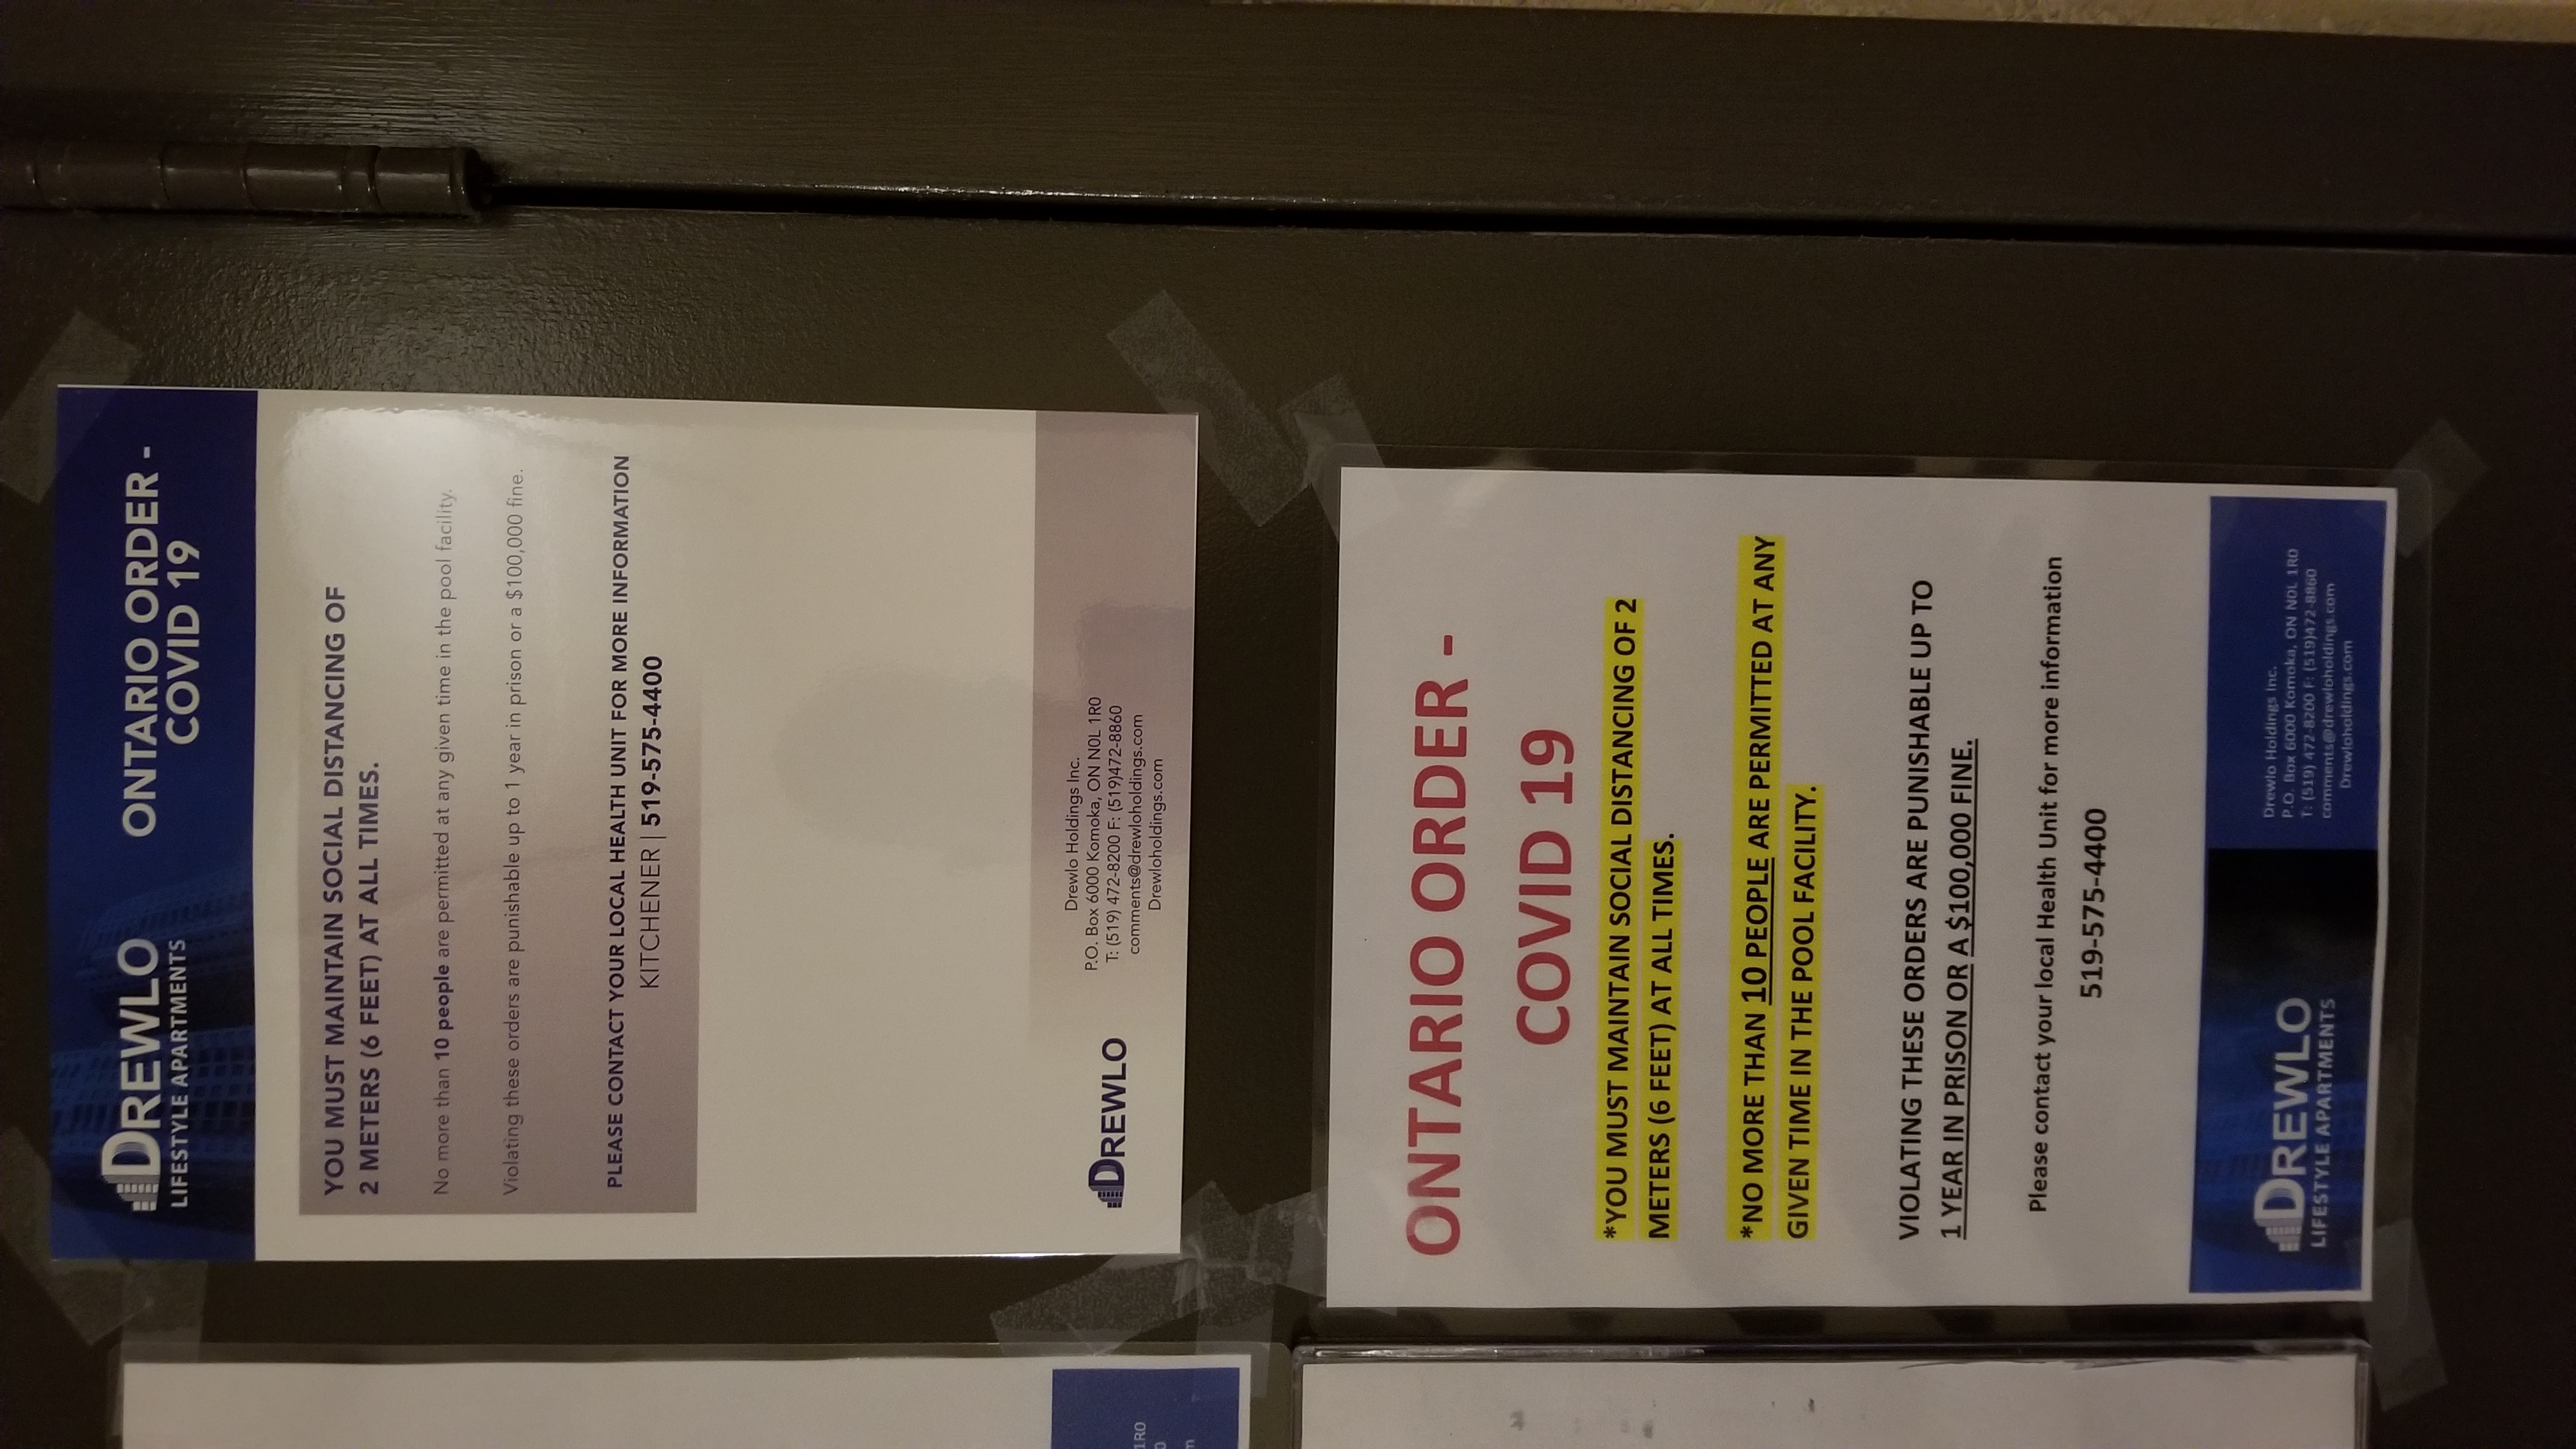 DREWLO
LIFESTYLE APARTMENTS
ONTARIO ORDER -
COVID 19
YOU MUST MAINTAIN SOCIAL DISTANCING OF
2 METERS (6 FEET) AT ALL TIMES.
No more than 10 people are permitted at any given time in the pool facility.
Violating these orders are punishable up to 1 year in prison or a $100,000 fine.
PLEASE CONTACT YOUR LOCAL HEALTH UNIT FOR MORE INFORMATION
KITCHENER | 519-575-4400
DREWLO
Drewlo Holdings Inc.
P.O. Box 6000 Komoka, ON N0L 1R0
T: (519) 472-8200 F: (519)472-8860
comments@drewloholdings.com
Drewloholdings.com
1R0
0
m
ONTARIO ORDER -
COVID 19
*YOU MUST MAINTAIN SOCIAL DISTANCING OF 2
METERS (6 FEET) AT ALL TIMES.
*NO MORE THAN 10 PEOPLE ARE PERMITTED AT ANY
GIVEN TIME IN THE POOL FACILITY.
VIOLATING THESE ORDERS ARE PUNISHABLE UP TO
1 YEAR IN PRISON OR A $100,000 FINE.
Please contact your local Health Unit for more information
519-575-4400
DREWLO
LIFESTYLE APARTMENTS
Drewlo Holdings Inc.
P.O. Box 6000 Komoka, ON N0L 1R0
T: (519) 472-8200 F: (519)472-8860
comments@drewloholdings.com
Drewloholdings.com